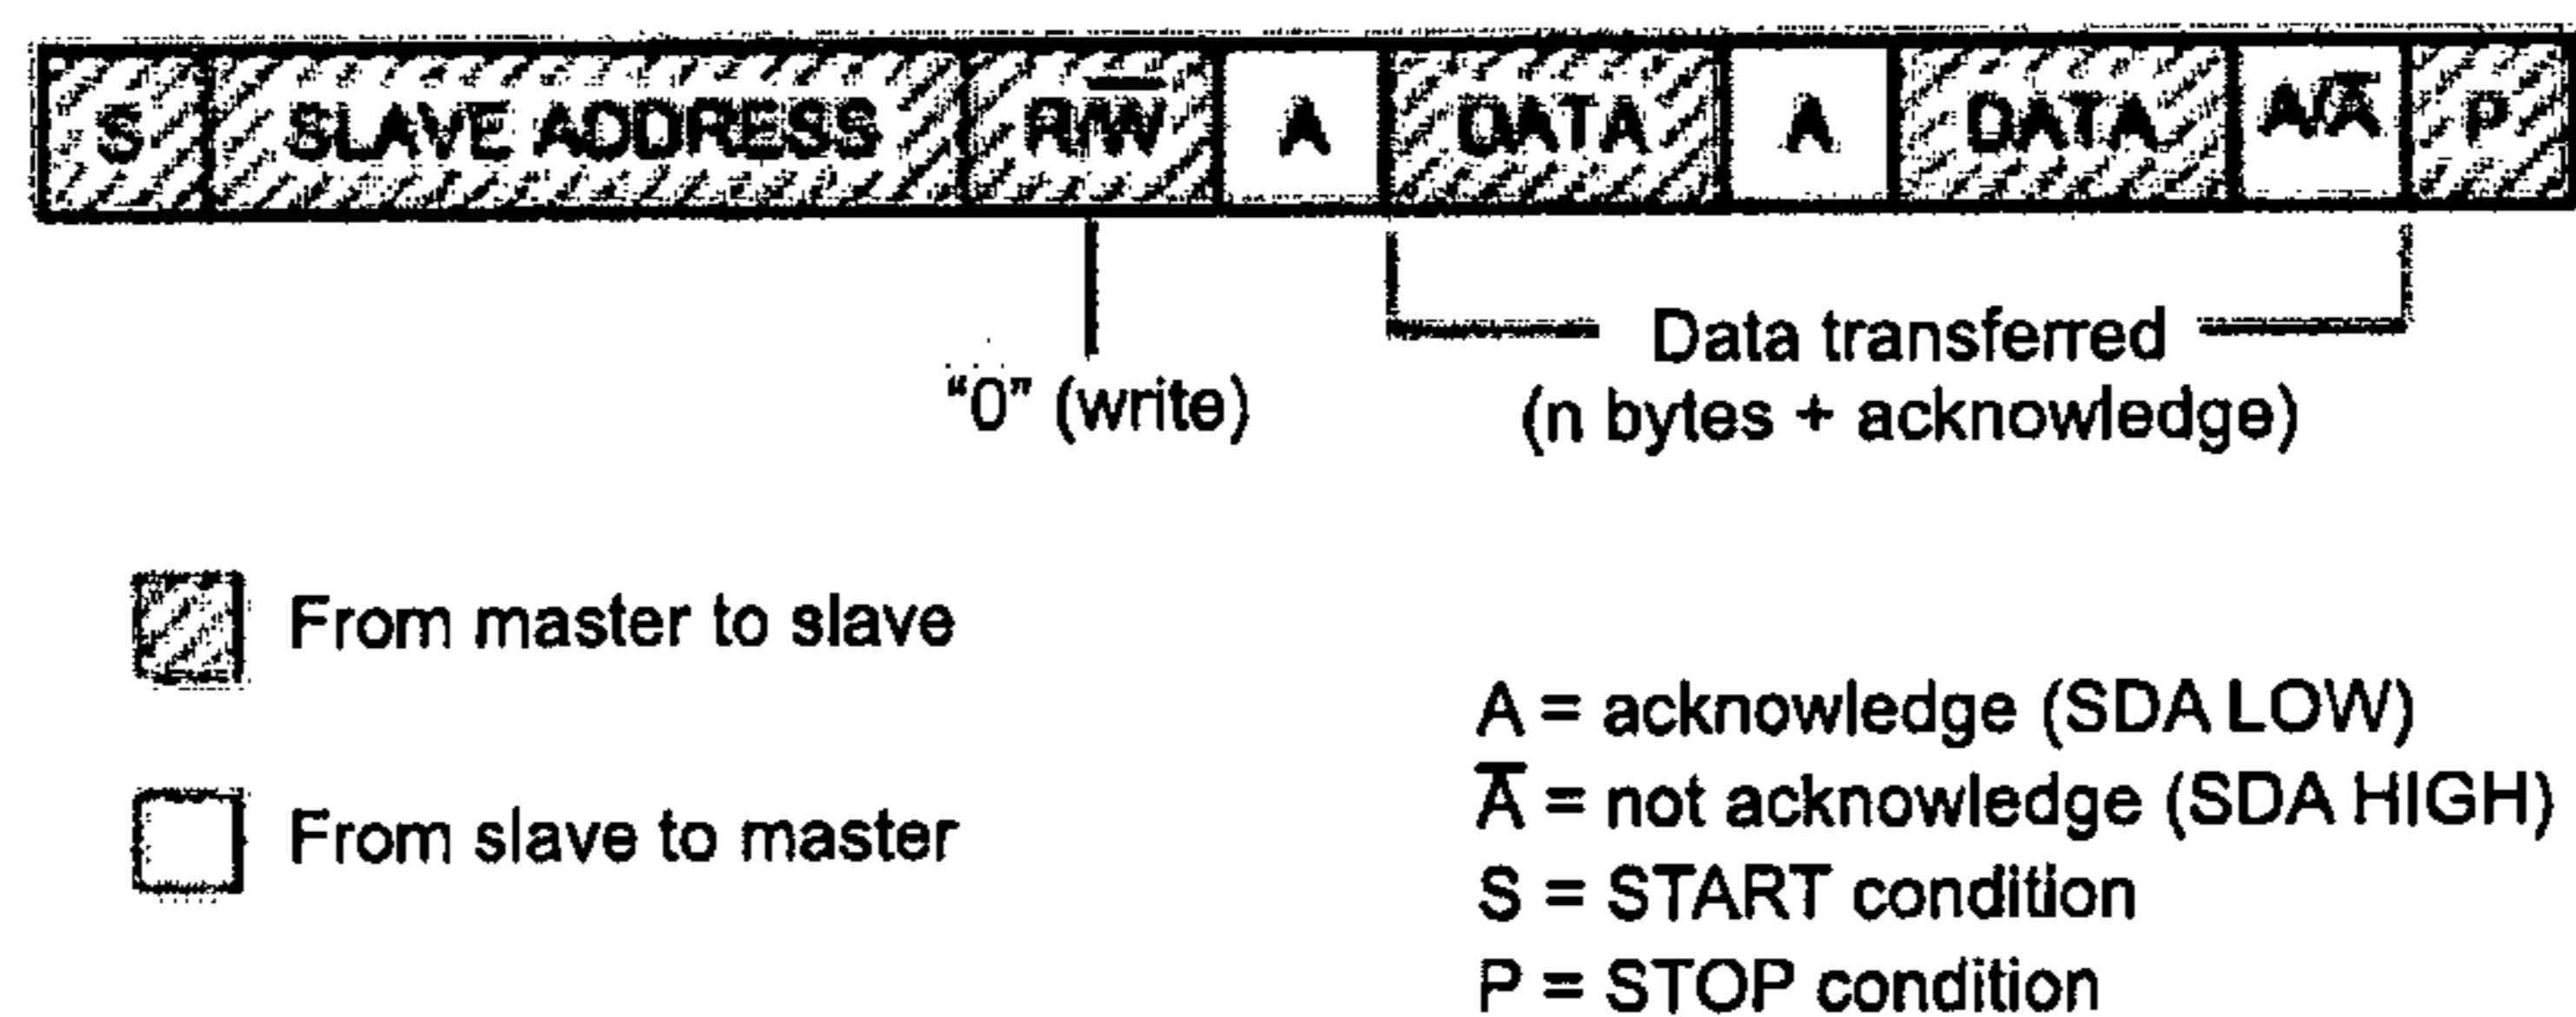 S SLAVE ADDRESS R/W̅ A DATA A DATA A/A̅ P
"0" (write)
Data transferred
(n bytes + acknowledge)
From master to slave
From slave to master
A = acknowledge (SDA LOW)
A̅ = not acknowledge (SDA HIGH)
S = START condition
P = STOP condition